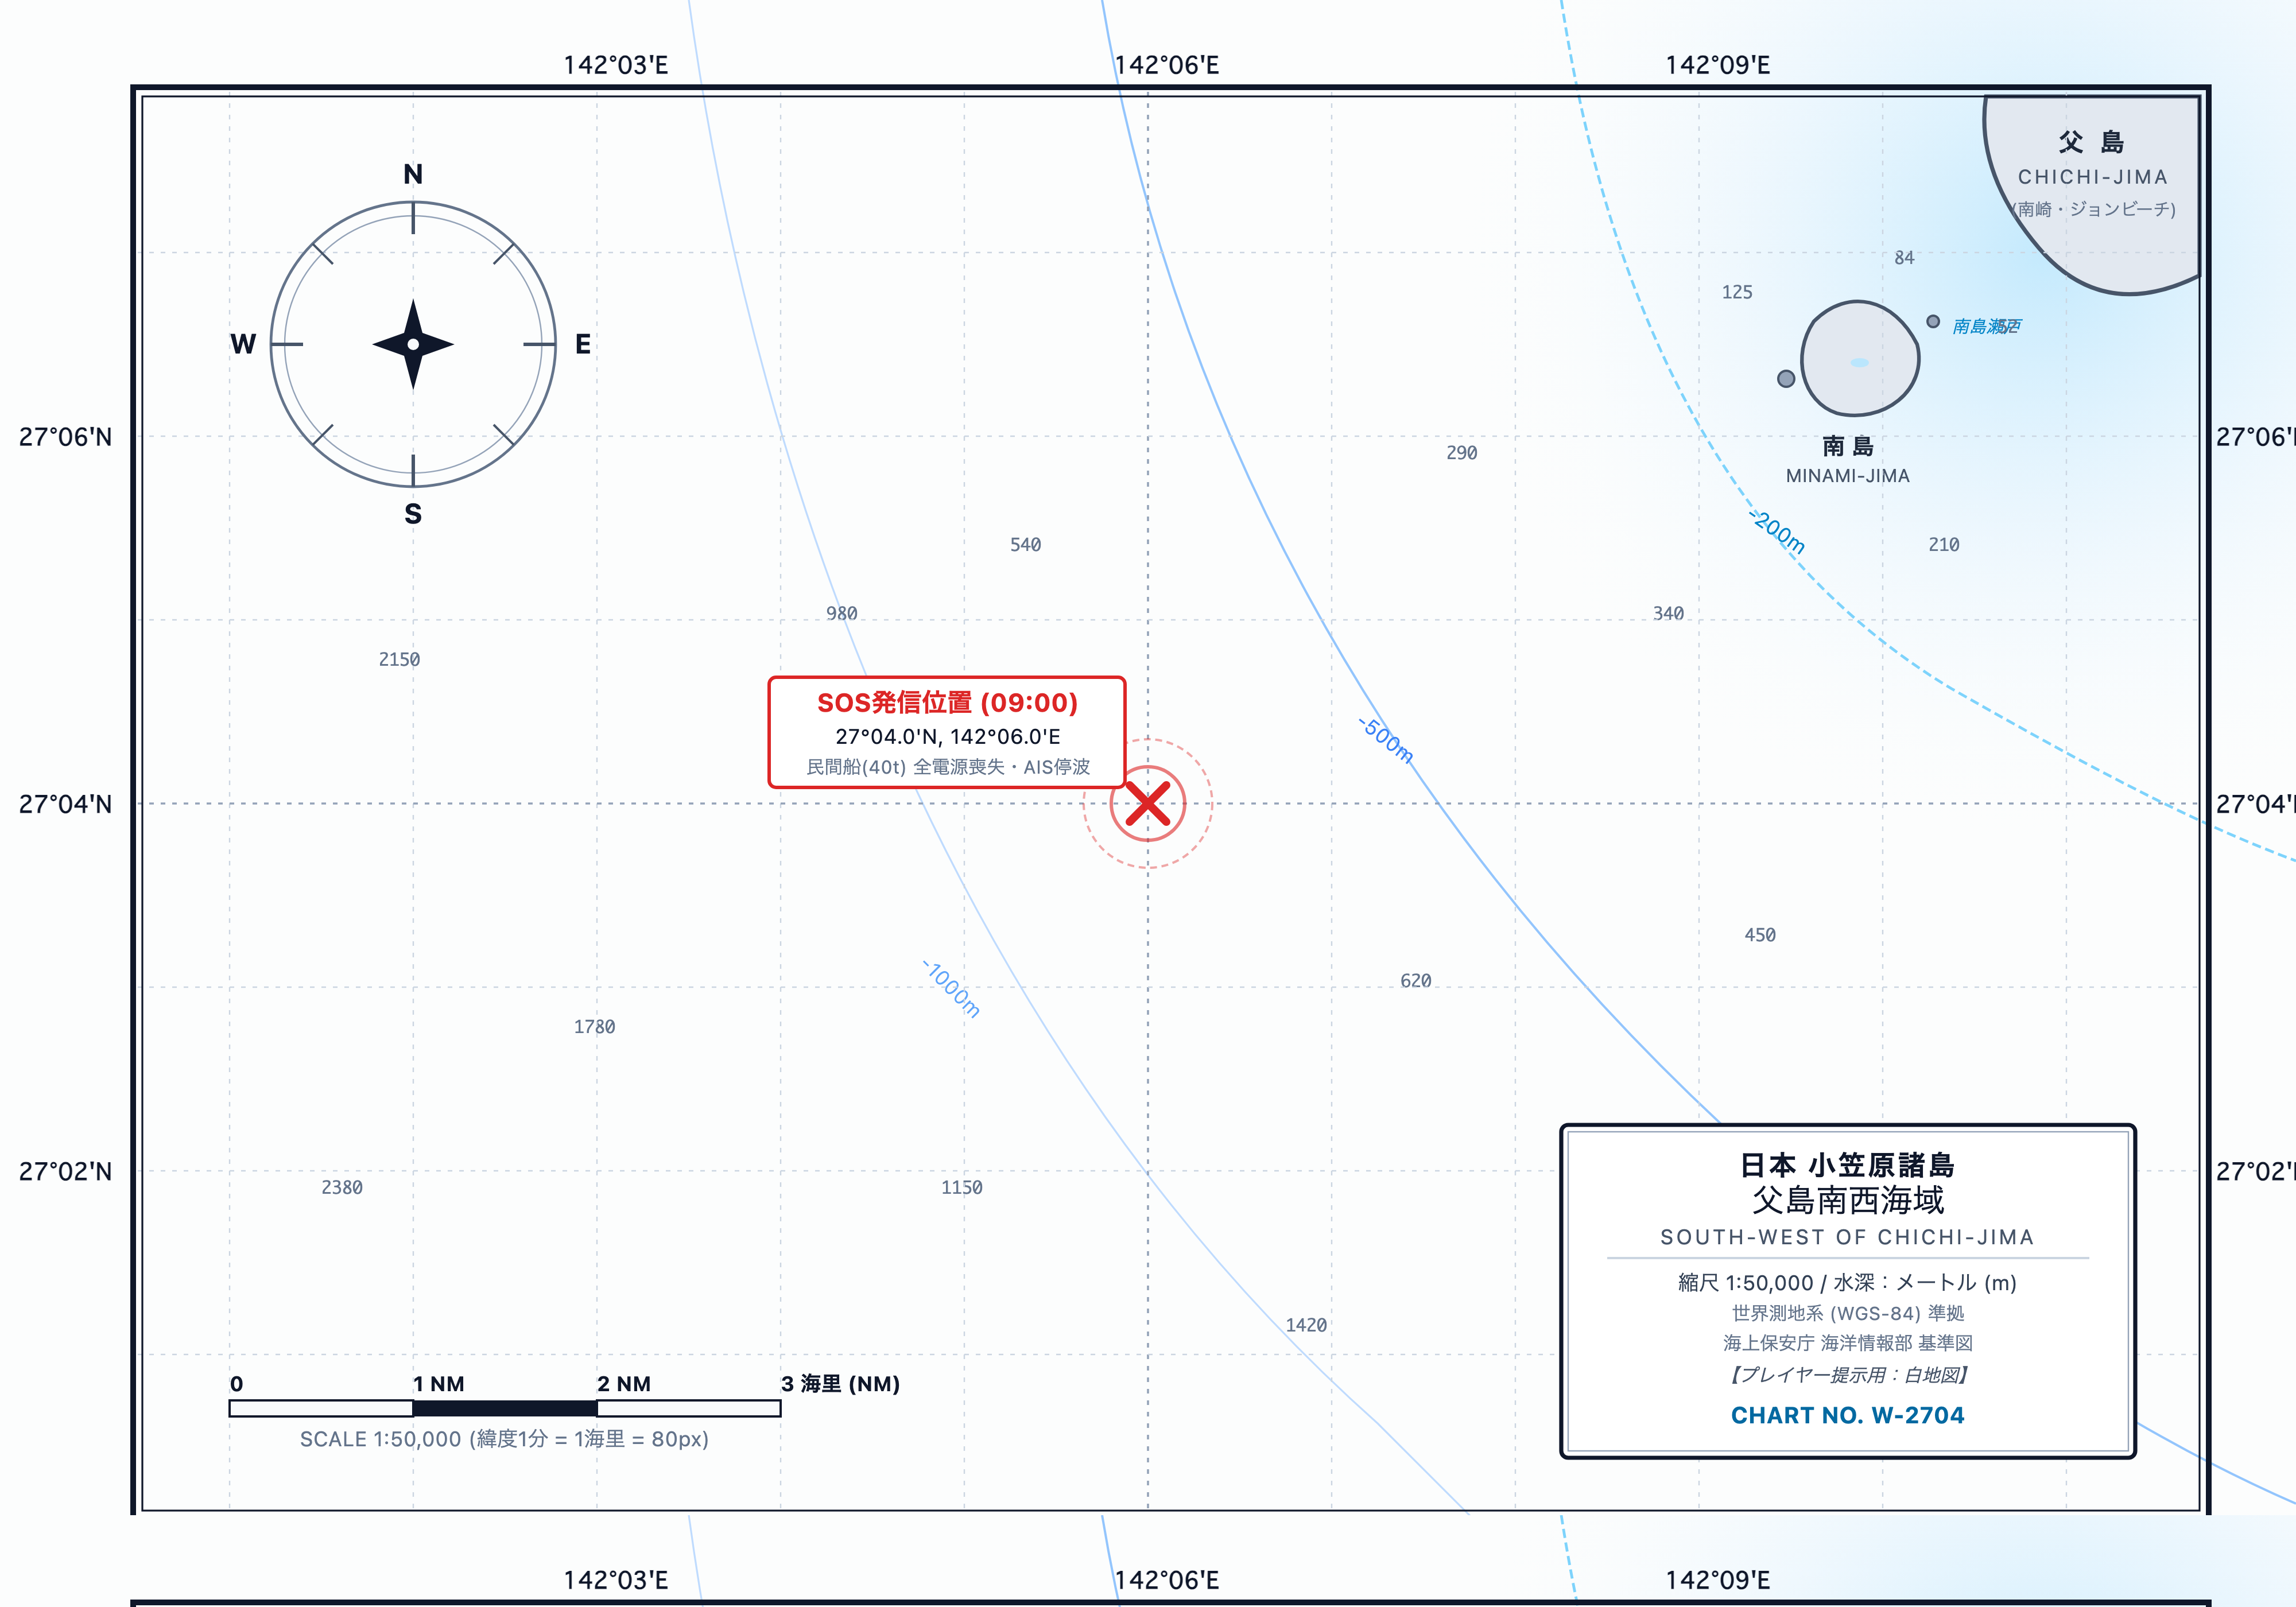 142°03'E 142°06'E 142°09'E
父 島
CHICHI-JIMA
(南崎・ジョンビーチ)
N
W E
S
84
125
南島瀬戸
27°06'N
27°06'
290
南 島
MINAMI-JIMA
-200m
540
210
980
340
2150
SOS発信位置 (09:00)
27°04.0'N, 142°06.0'E
民間船(40t) 全電源喪失・AIS停波
-500m
27°04'N
27°04'
450
620
-1000m
1780
27°02'N
27°02'
2380
1150
1420
日本 小笠原諸島
父島南西海域
SOUTH-WEST OF CHICHI-JIMA
縮尺 1:50,000 / 水深：メートル (m)
世界測地系 (WGS-84) 準拠
海上保安庁 海洋情報部 基準図
【プレイヤー提示用：白地図】
CHART NO. W-2704
0 1 NM 2 NM 3 海里 (NM)
SCALE 1:50,000 (緯度1分 = 1海里 = 80px)
142°03'E 142°06'E 142°09'E